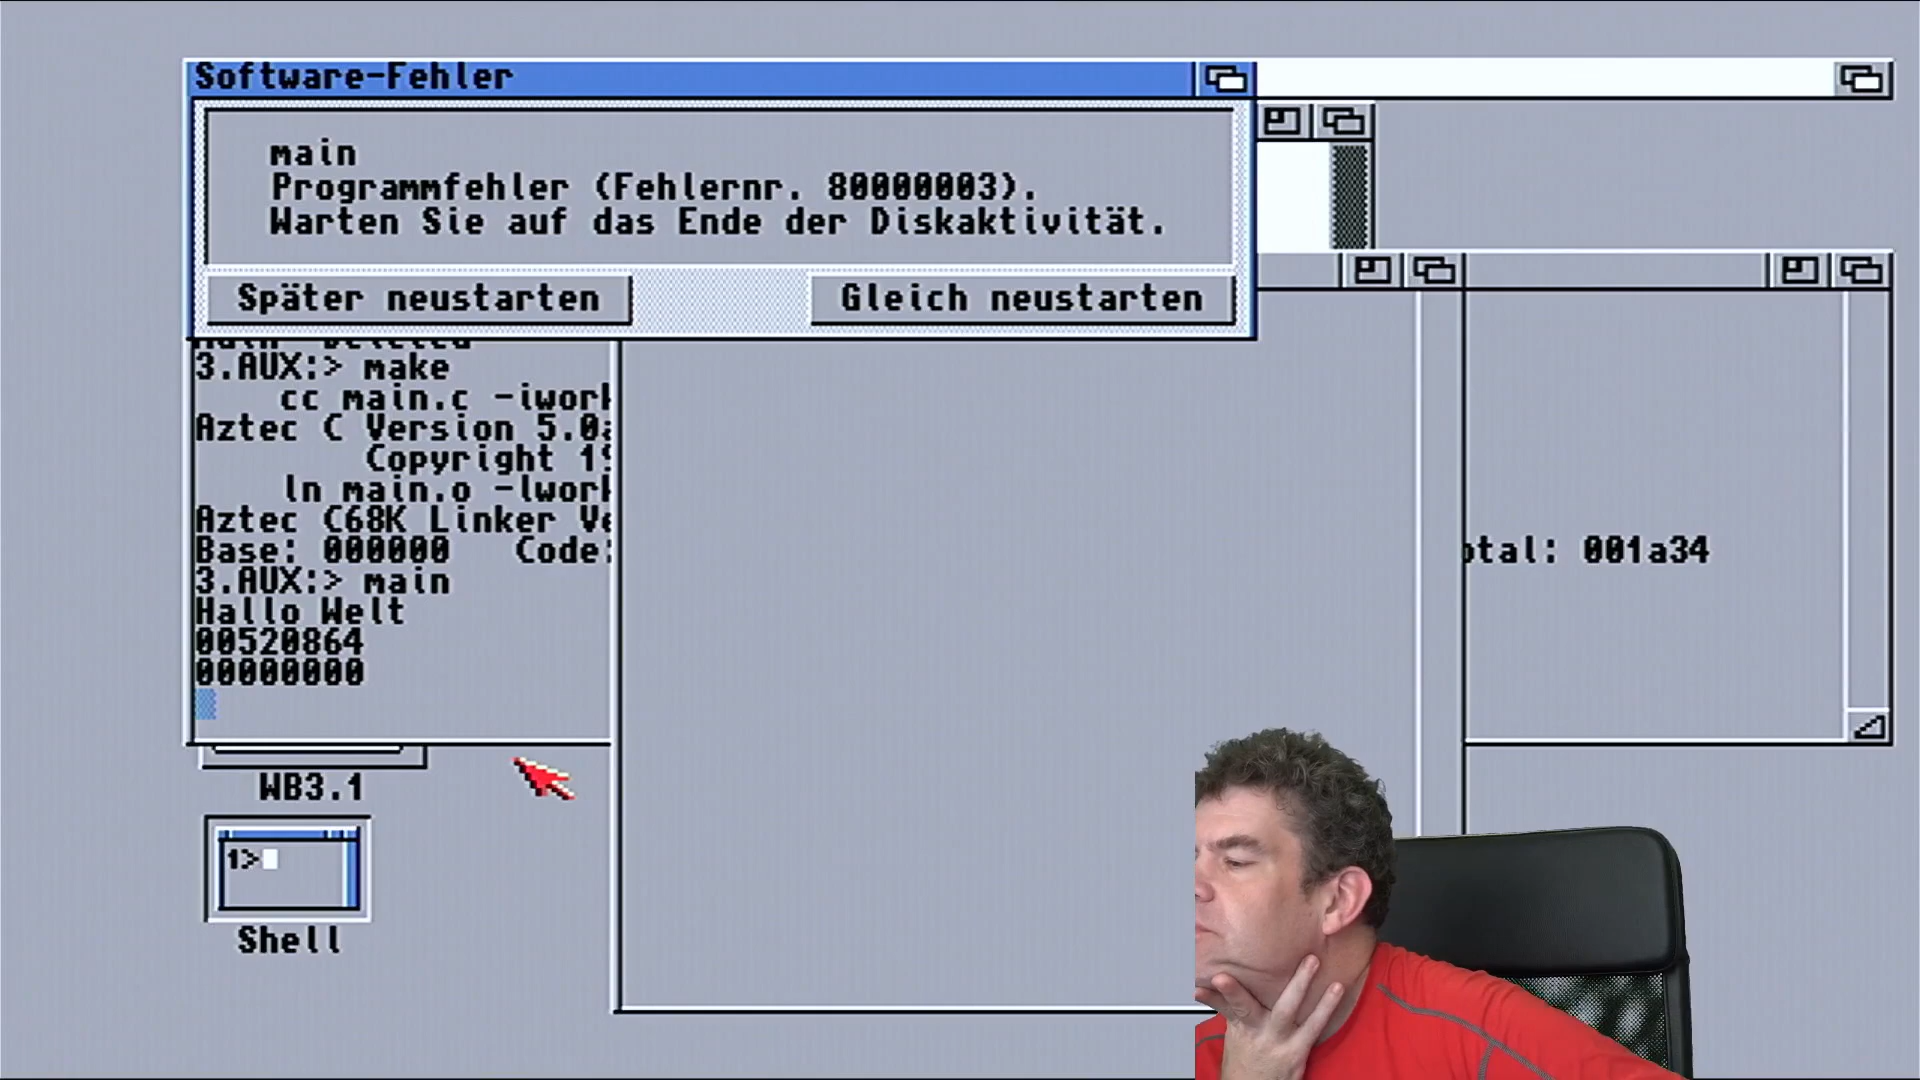 Software-Fehler
main
Programmfehler (Fehlernr. 80000003).
Warten Sie auf das Ende der Diskaktivität.
Später neustarten
Gleich neustarten
3.AUX:> make
cc main.c -iwork
Aztec C Version 5.0a
Copyright 19
ln main.o -lwork
Aztec C68K Linker Ve
Base: 000000 Code:
otal: 001a34
3.AUX:> main
Hallo Welt
00520864
00000000
WB3.1
1>
Shell